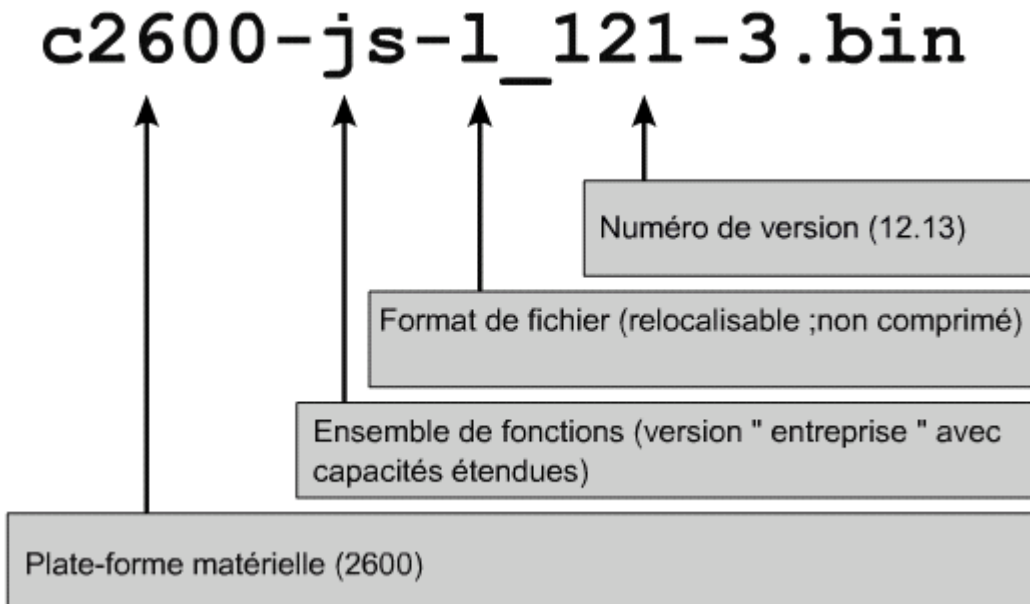 c2600-js-l_121-3.bin
Numéro de version (12.13)
Format de fichier (relocalisable ;non comprimé)
Ensemble de fonctions (version " entreprise " avec
capacités étendues)
Plate-forme matérielle (2600)